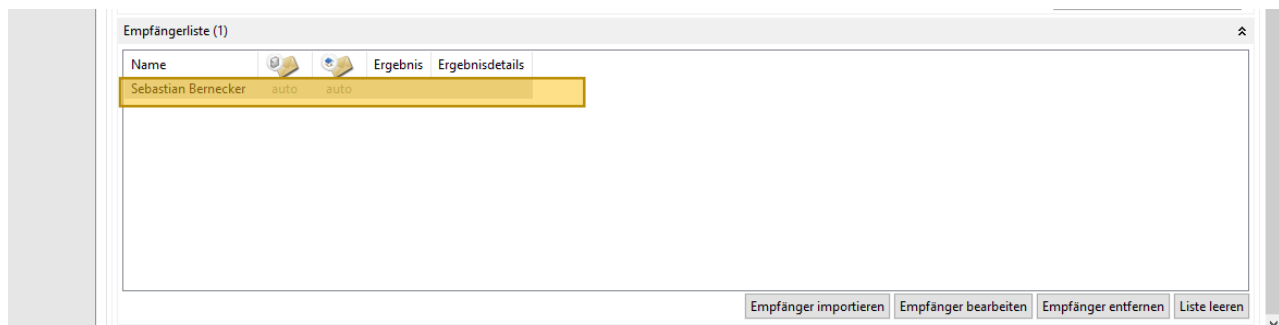 Empfängerliste (1)
Name Ergebnis Ergebnisdetails
Sebastian Bernecker auto auto
Empfänger importieren Empfänger bearbeiten Empfänger entfernen Liste leeren